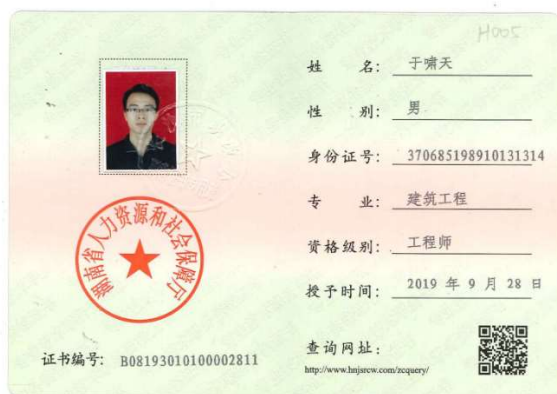 H005
姓 名: 于啸天
性 别: 男
身份证号: 370685198910131314
专 业: 建筑工程
资格级别: 工程师
授予时间: 2019 年 9 月 28 日
湖南省人力资源和社会保障厅
证书编号: B08193010100002811
查询网址:
http://www.hnjsrcw.com/zcquery/